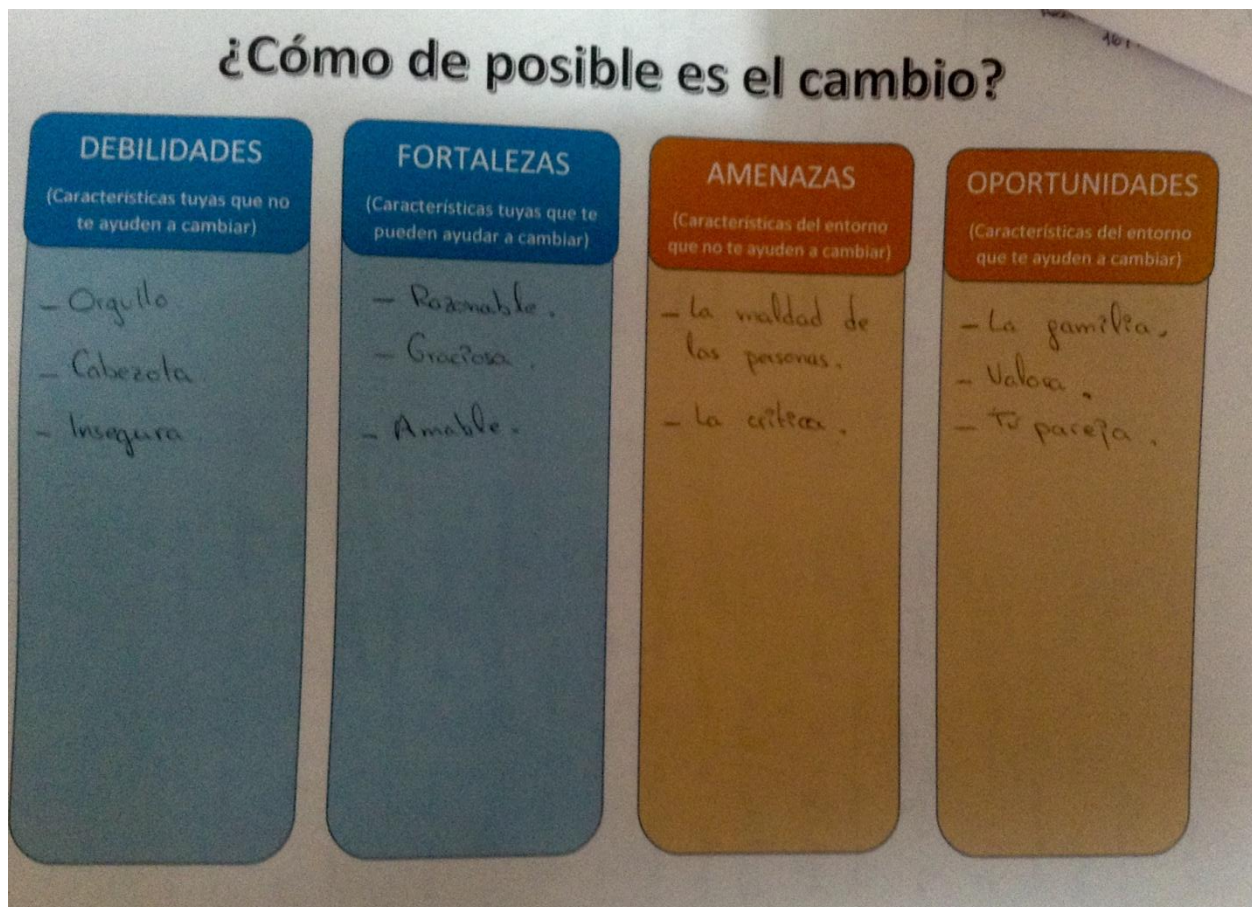 ¿Cómo de posible es el cambio?
DEBILIDADES
(Características tuyas que no
te ayuden a cambiar)
- Orgullo
- Cabezota
- Insegura.
FORTALEZAS
(Características tuyas que te
pueden ayudar a cambiar)
- Razonable.
- Graciosa.
- Amable.
AMENAZAS
(Características del entorno
que no te ayuden a cambiar)
- La maldad de
las personas.
- La crítica.
OPORTUNIDADES
(Características del entorno
que te ayuden a cambiar)
- La familia.
- Tu pareja.